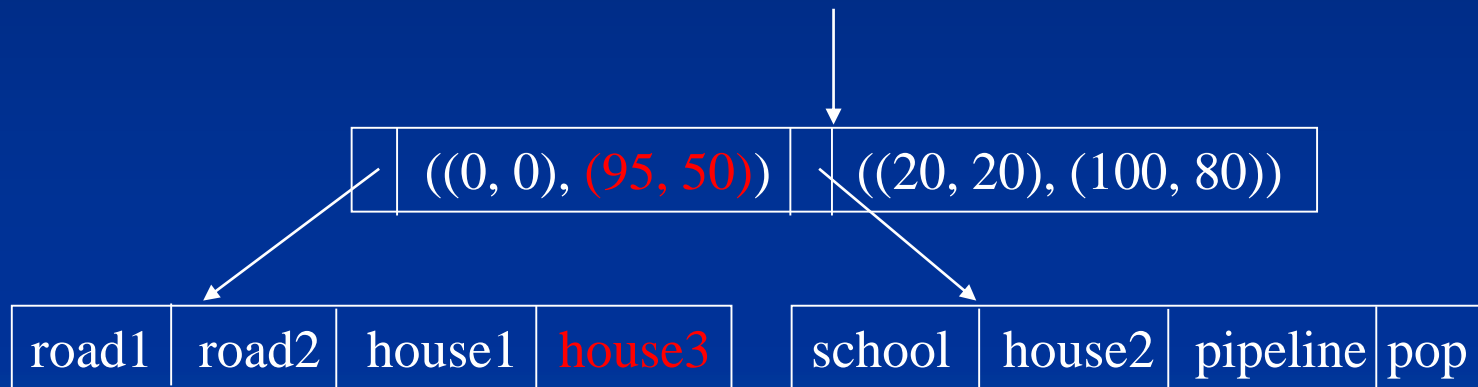 ((0, 0), (95, 50)) ((20, 20), (100, 80))
road1 road2 house1 house3 school house2 pipeline pop